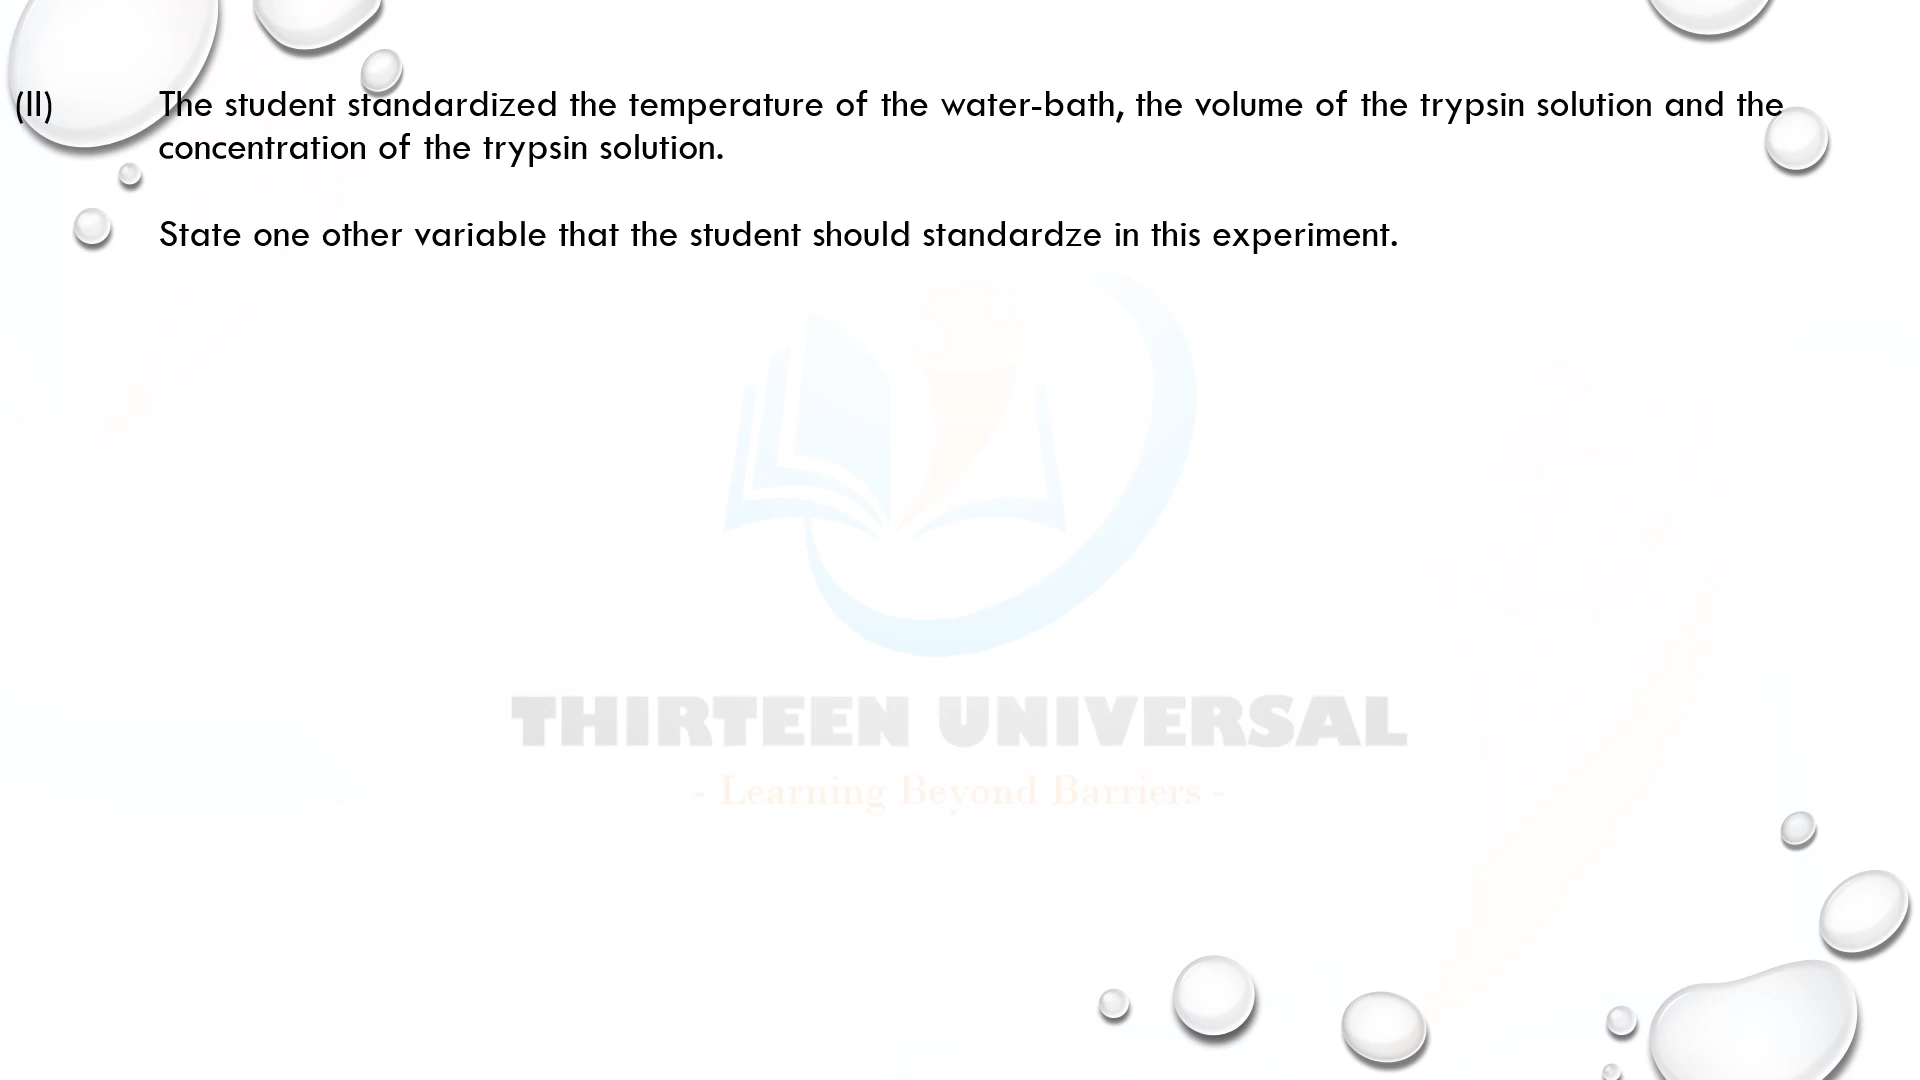 (II) The student standardized the temperature of the water-bath, the volume of the trypsin solution and the
concentration of the trypsin solution.
State one other variable that the student should standardze in this experiment.
THIRTEEN UNIVERSAL
- Learning Beyond Barriers -